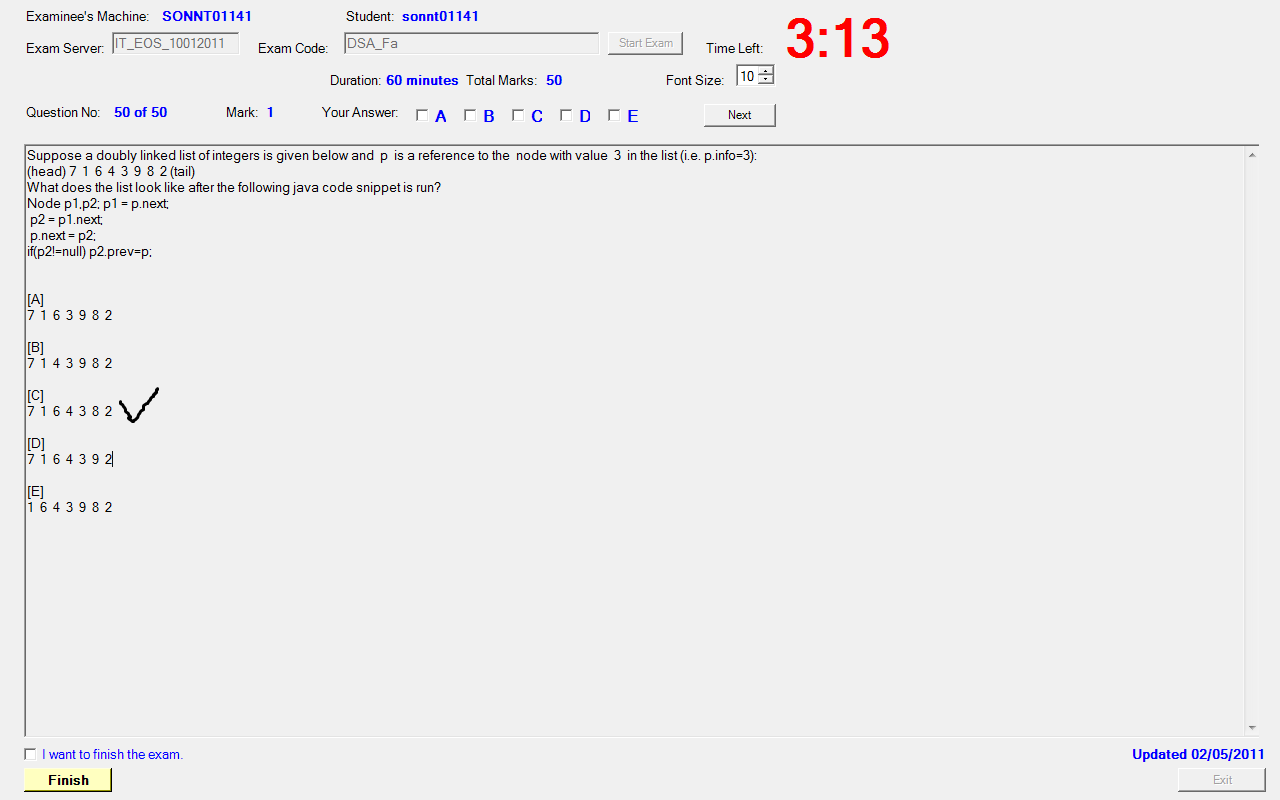 Examinee's Machine: SONNT01141 Student: sonnt01141
Exam Server: IT_EOS_10012011 Exam Code: DSA_Fa Start Exam Time Left: 3:13
Duration: 60 minutes Total Marks: 50 Font Size: 10
Question No: 50 of 50 Mark: 1 Your Answer: A B C D E Next
Suppose a doubly linked list of integers is given below and p is a reference to the node with value 3 in the list (i.e. p.info=3):
(head) 7 1 6 4 3 9 8 2 (tail)
What does the list look like after the following java code snippet is run?
Node p1,p2; p1 = p.next;
p2 = p1.next;
p.next = p2;
if(p2!=null) p2.prev=p;
[A]
7 1 6 3 9 8 2
[B]
7 1 4 3 9 8 2
[C]
7 1 6 4 3 8 2
[D]
7 1 6 4 3 9 2
[E]
1 6 4 3 9 8 2
I want to finish the exam. Updated 02/05/2011
Finish Exit